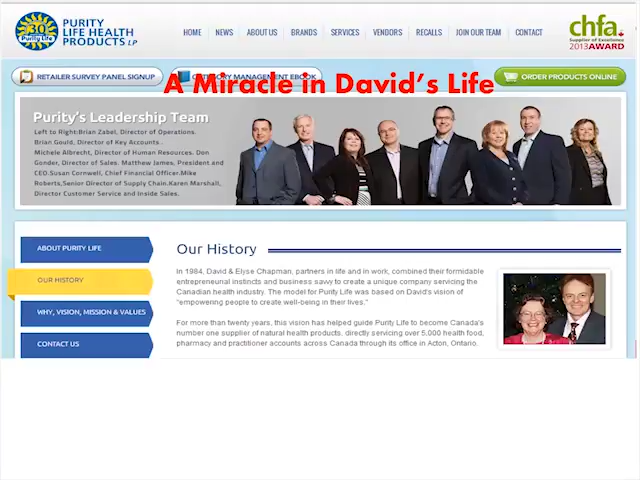 30
Purity Life
PURITY
LIFE HEALTH
PRODUCTS LP
HOME NEWS ABOUT US BRANDS SERVICES VENDORS RECALLS JOIN OUR TEAM CONTACT
chfa
Supplier of Excellence
2013 AWARD
RETAILER SURVEY PANEL SIGNUP
CATEGORY MANAGEMENT EBOOK
ORDER PRODUCTS ONLINE
A Miracle in David's Life
Purity's Leadership Team
Left to Right:Brian Zabel, Director of Operations.
Brian Gould, Director of Key Accounts.
Michele Albrecht, Director of Human Resources. Don
Gonder, Director of Sales. Matthew James, President and
CEO.Susan Cornwell, Chief Financial Officer.Mike
Roberts,Senior Director of Supply Chain.Karen Marshall,
Director Customer Service and Inside Sales.
ABOUT PURITY LIFE
OUR HISTORY
WHY, VISION, MISSION & VALUES
CONTACT US
Our History
In 1984, David & Elyse Chapman, partners in life and in work, combined their formidable
entrepreneural instincts and business savvy to create a unique company servicing the
Canadian health industry. The model for Purity Life was based on David's vision of
"empowering people to create well-being in their lives."
For more than twenty years, this vision has helped guide Purity Life to become Canada's
number one supplier of natural health products, directly servicing over 5,000 health food,
pharmacy and practitioner accounts across Canada through its office in Acton, Ontario.